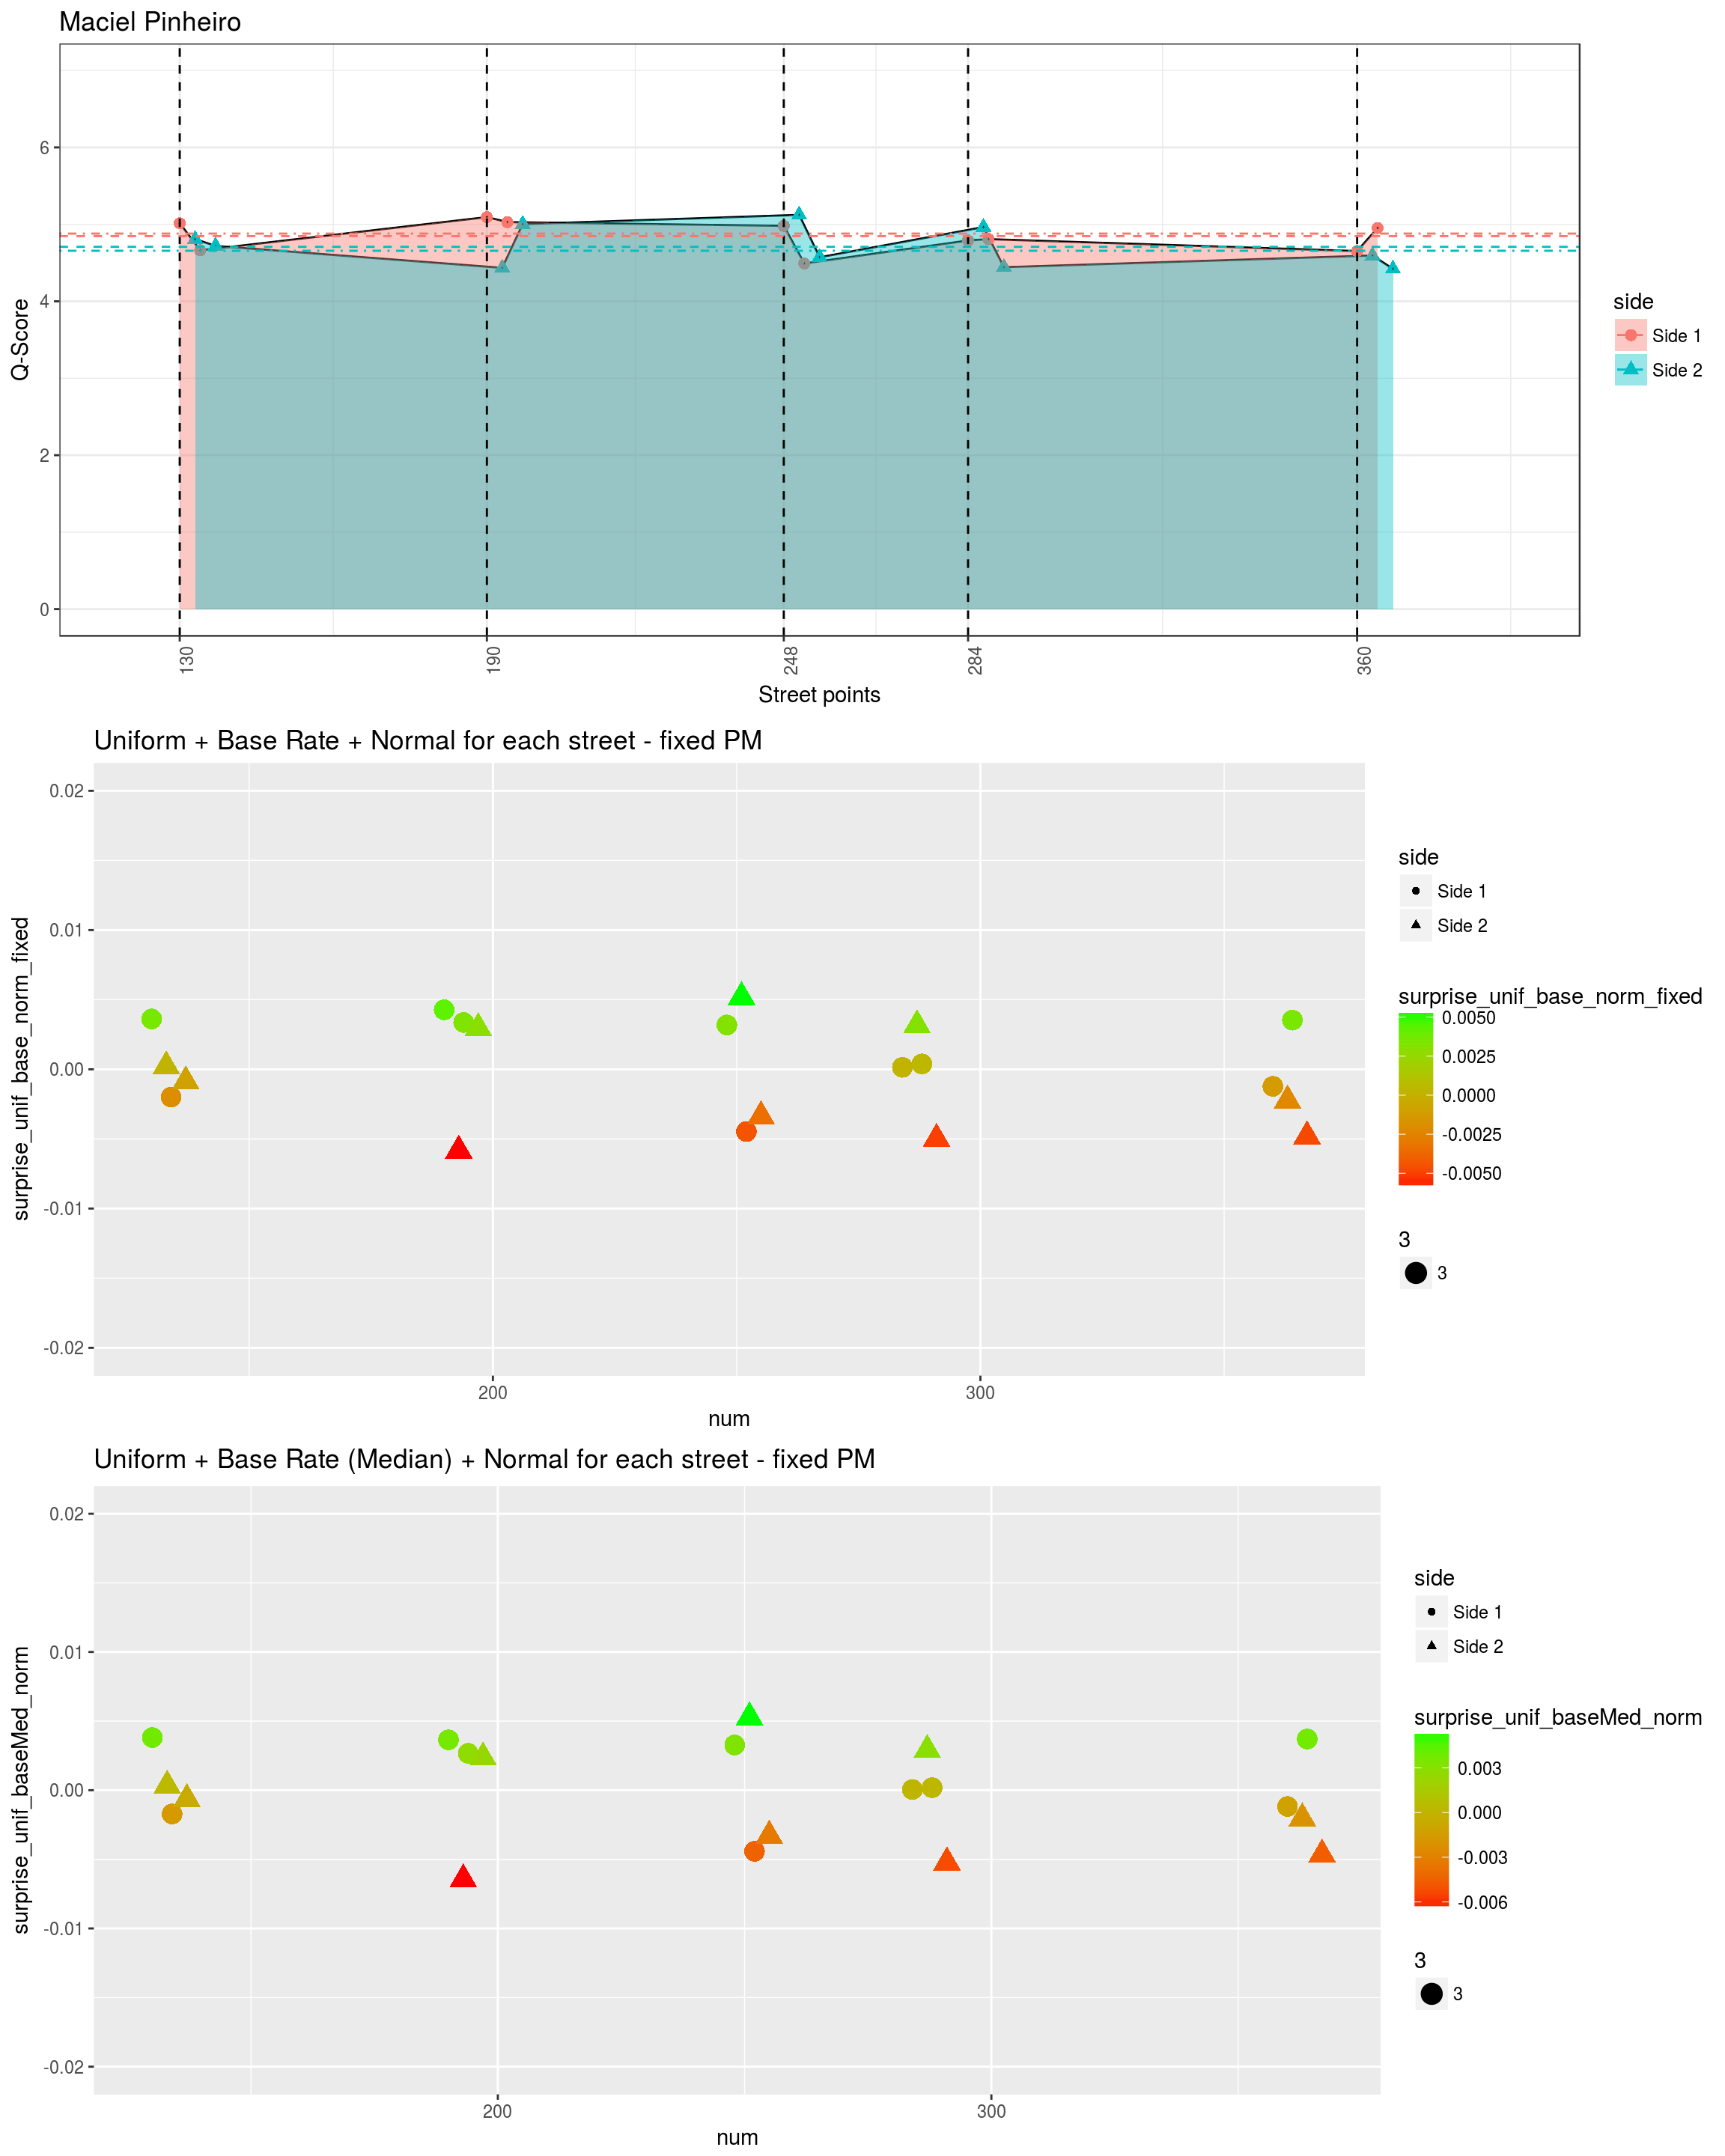 Maciel Pinheiro
6
4
2
0
Q-Score
130
190
248
284
360
Street points
side
Side 1
Side 2
Uniform + Base Rate + Normal for each street - fixed PM
0.02
0.01
0.00
-0.01
-0.02
surprise_unif_base_norm_fixed
200
300
num
side
Side 1
Side 2
surprise_unif_base_norm_fixed
0.0050
0.0025
0.0000
-0.0025
-0.0050
3
3
Uniform + Base Rate (Median) + Normal for each street - fixed PM
0.02
0.01
0.00
-0.01
-0.02
surprise_unif_baseMed_norm
200
300
num
side
Side 1
Side 2
surprise_unif_baseMed_norm
0.003
0.000
-0.003
-0.006
3
3